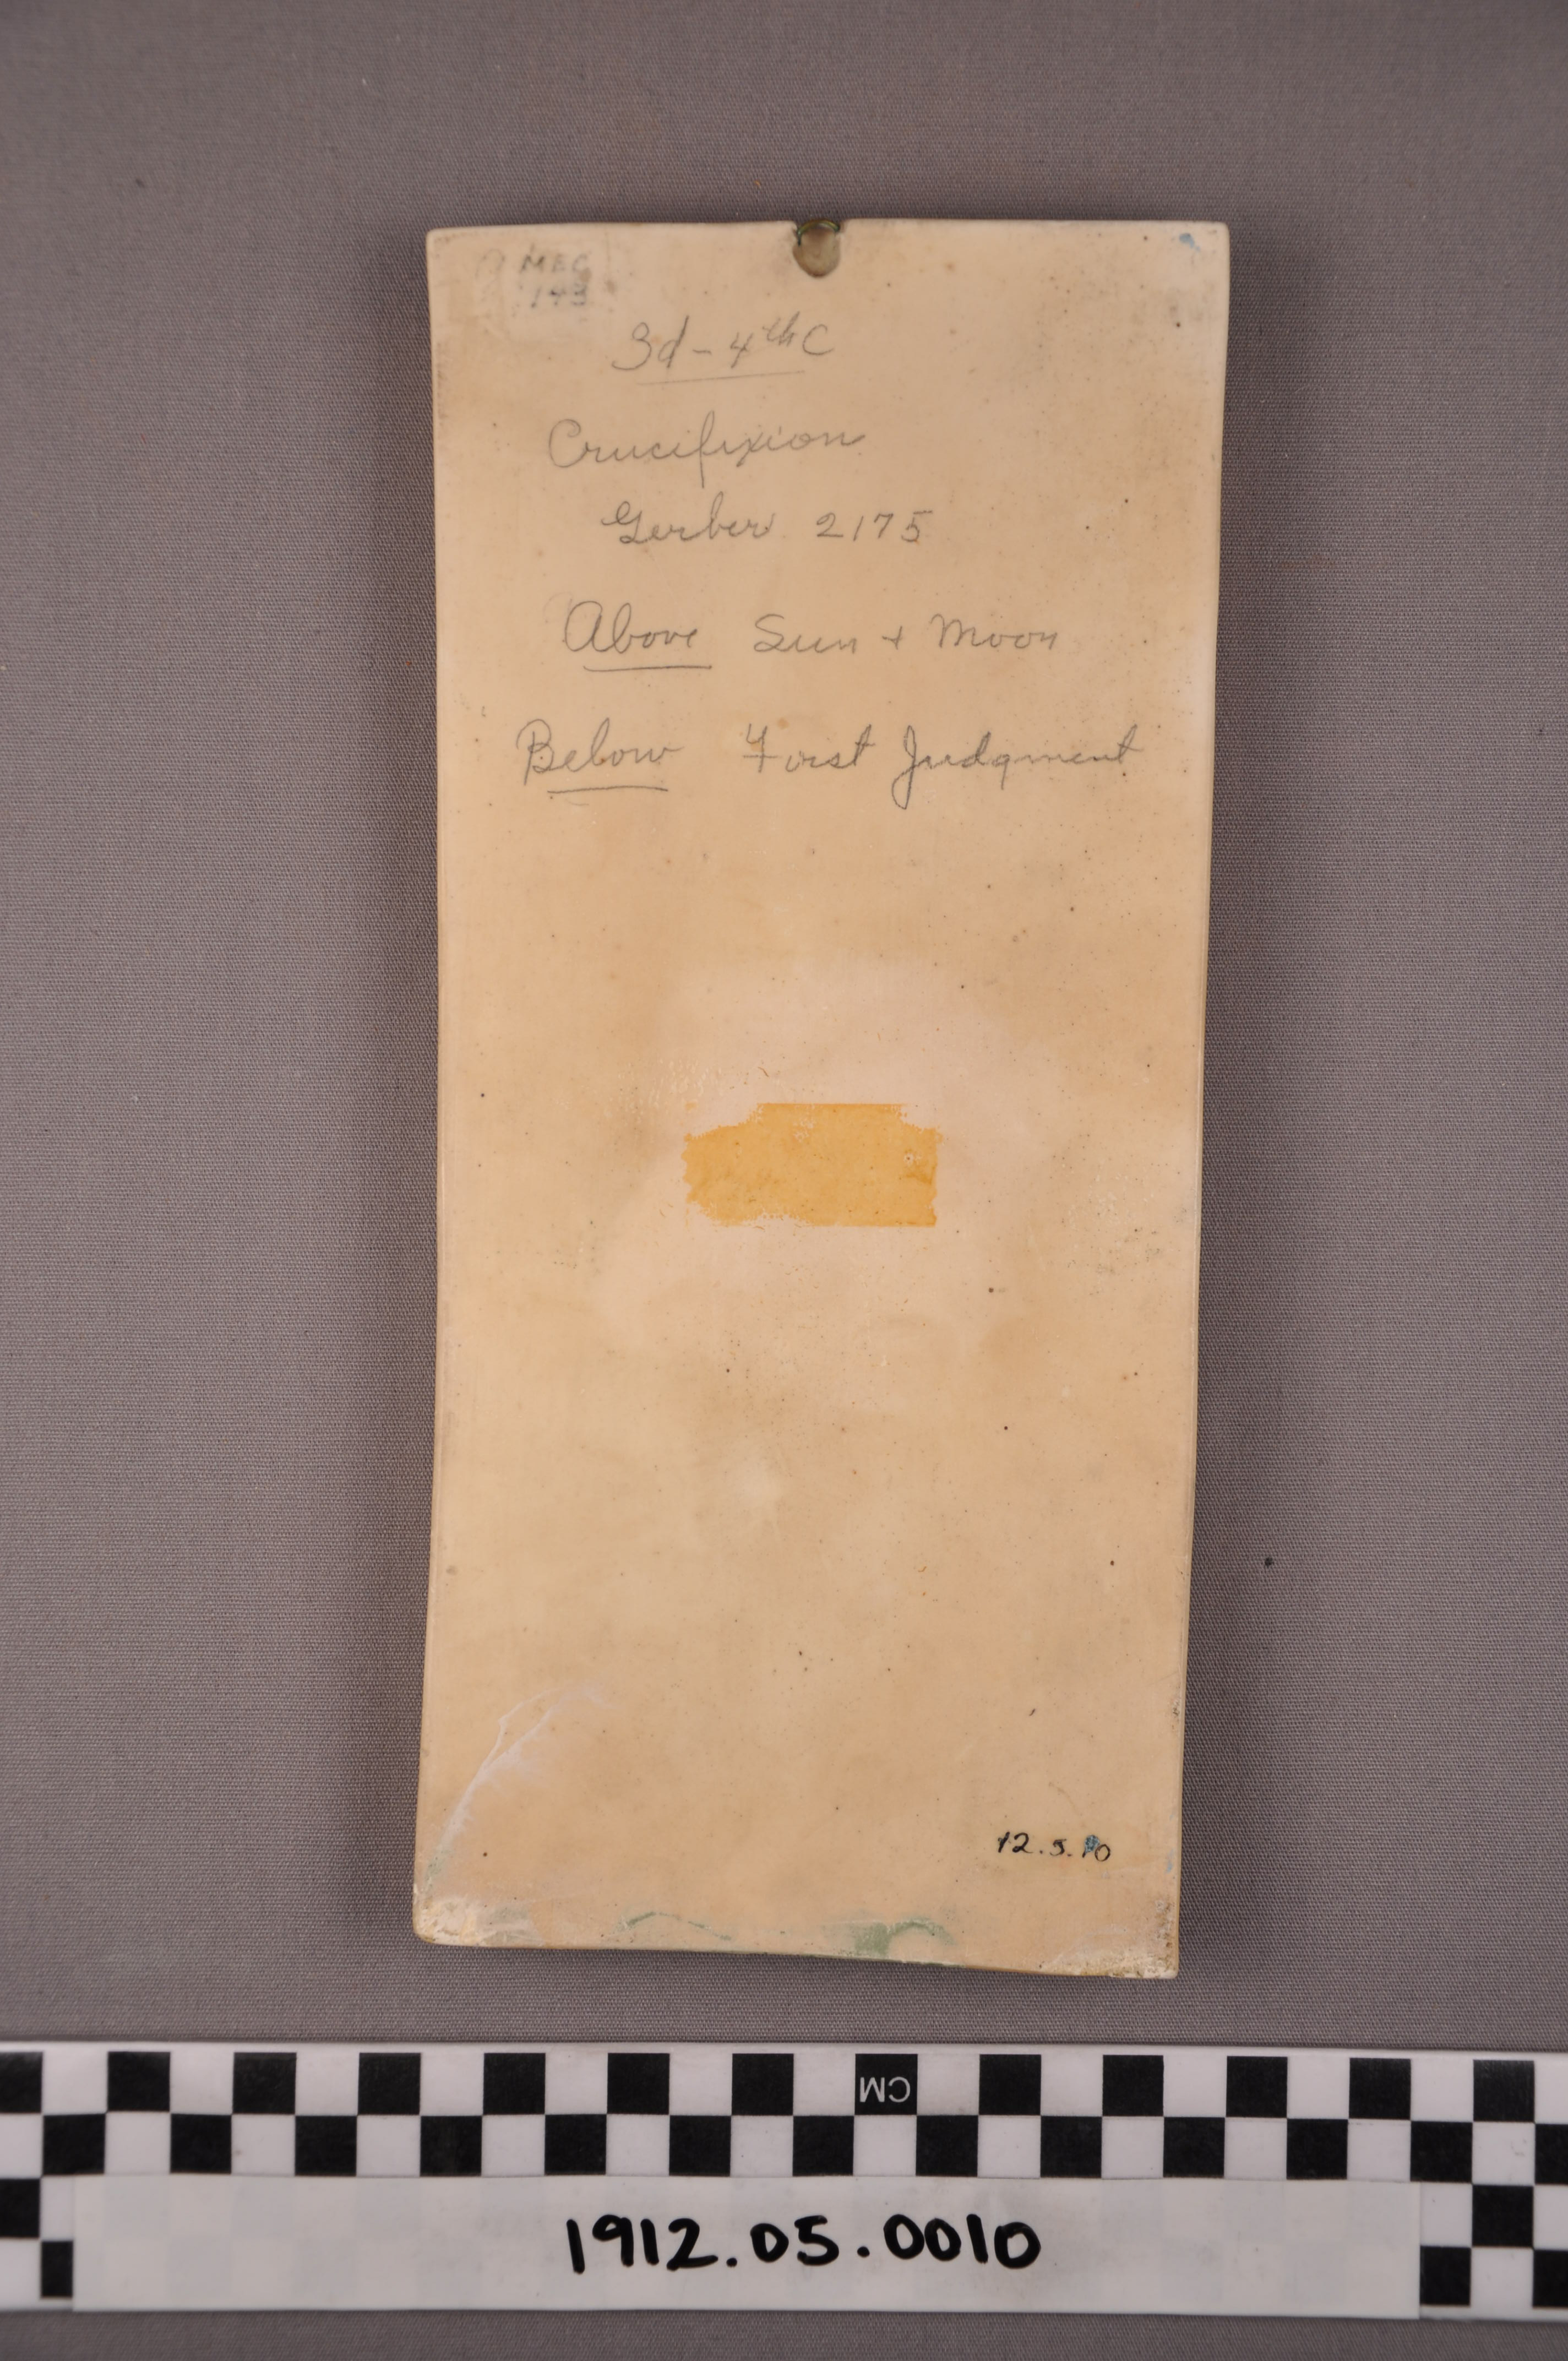 MEC
143
3d - 4th C
Crucifixion
Gerber 2175
Above Sun + Moon
Below First Judgment
12.5.10
CM
1912.05.0010